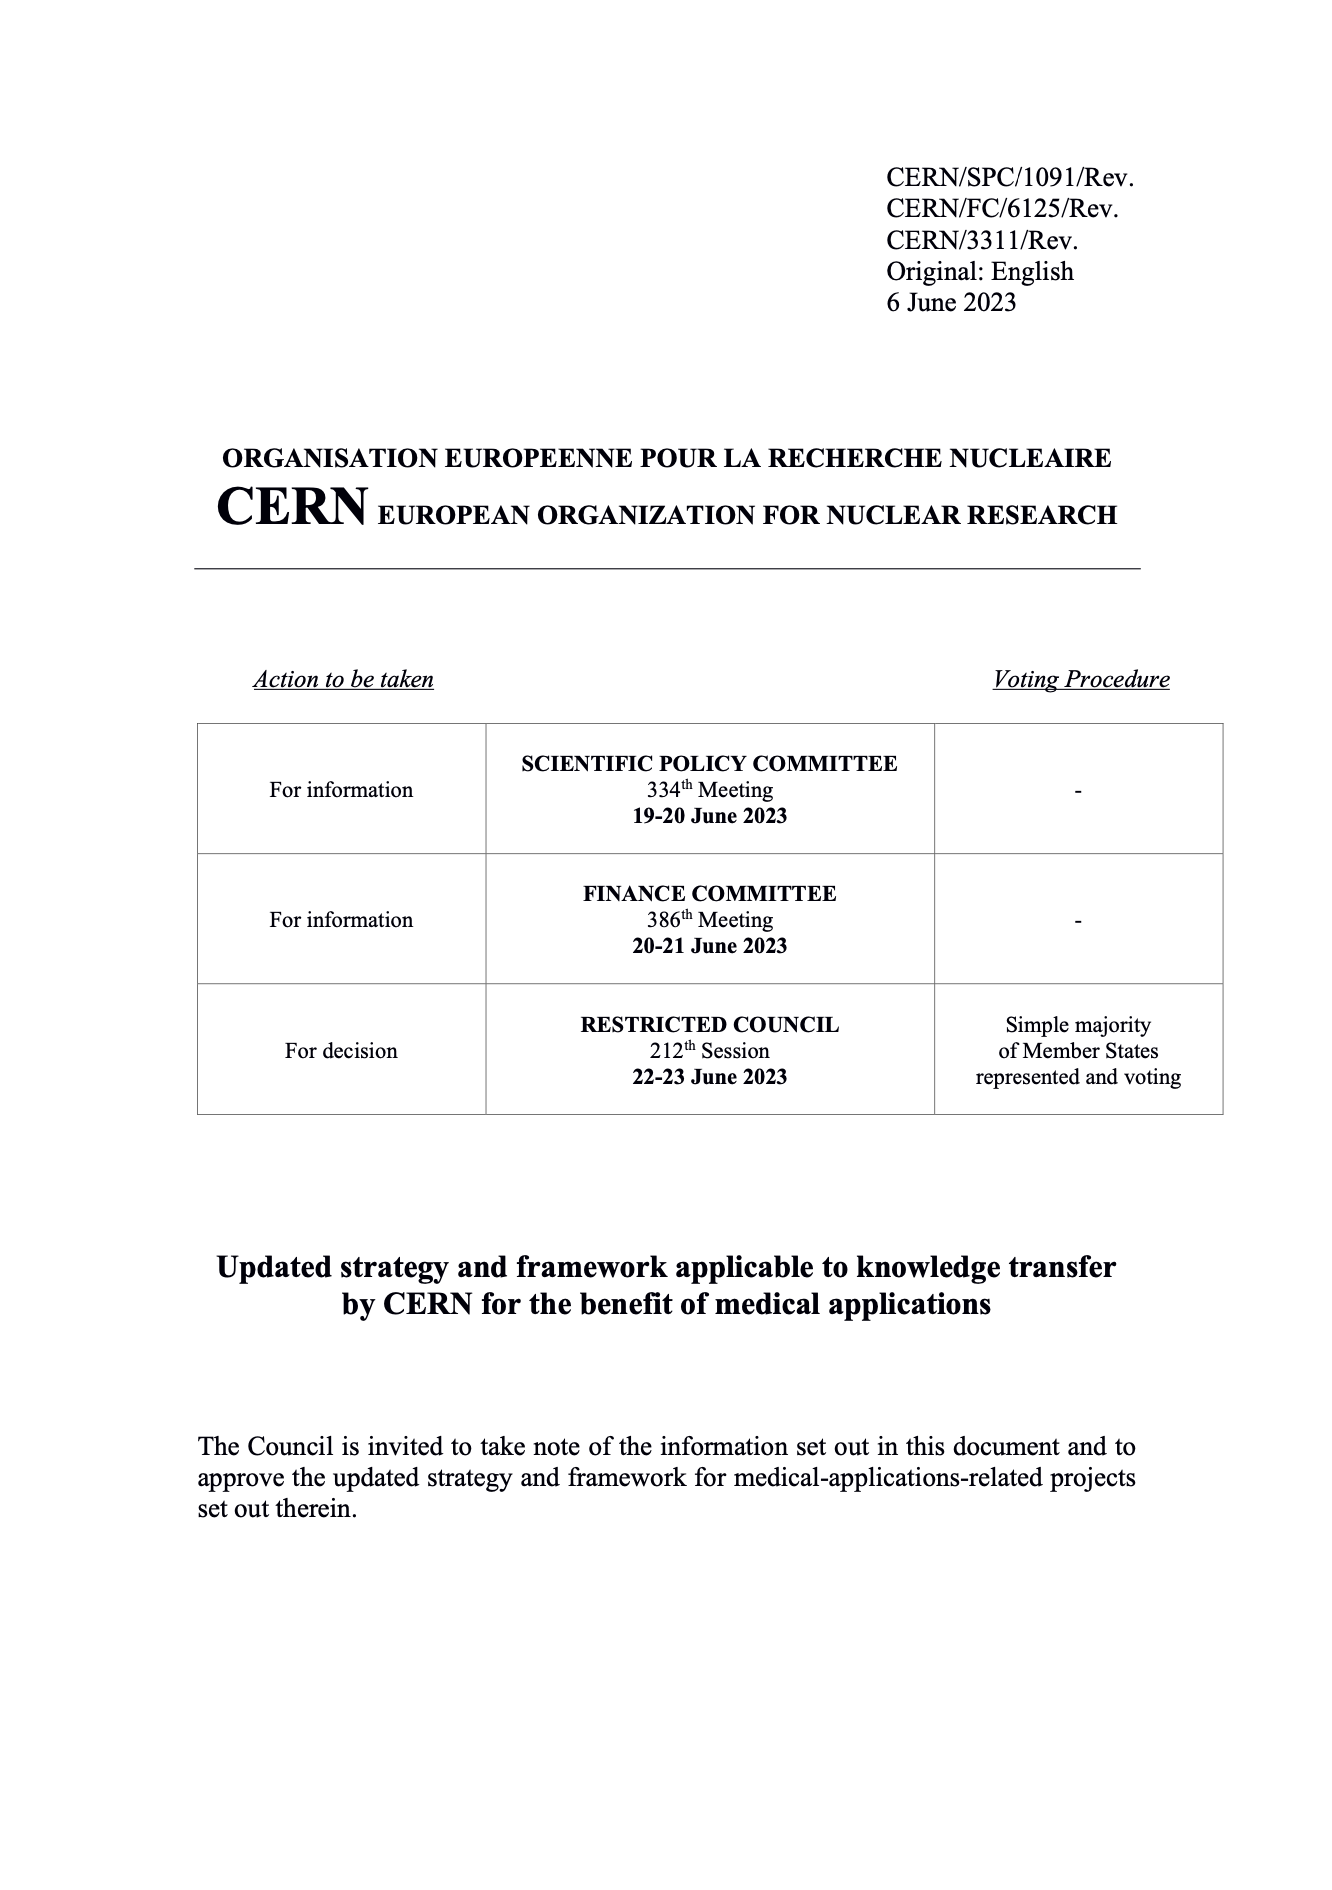 CERN/SPC/1091/Rev.
CERN/FC/6125/Rev.
CERN/3311/Rev.
Original: English
6 June 2023
ORGANISATION EUROPEENNE POUR LA RECHERCHE NUCLEAIRE
CERN EUROPEAN ORGANIZATION FOR NUCLEAR RESEARCH
Action to be taken
Voting Procedure
For information
SCIENTIFIC POLICY COMMITTEE
334th Meeting
19-20 June 2023
-
For information
FINANCE COMMITTEE
386th Meeting
20-21 June 2023
-
For decision
RESTRICTED COUNCIL
212th Session
22-23 June 2023
Simple majority
of Member States
represented and voting
Updated strategy and framework applicable to knowledge transfer
by CERN for the benefit of medical applications
The Council is invited to take note of the information set out in this document and to
approve the updated strategy and framework for medical-applications-related projects
set out therein.